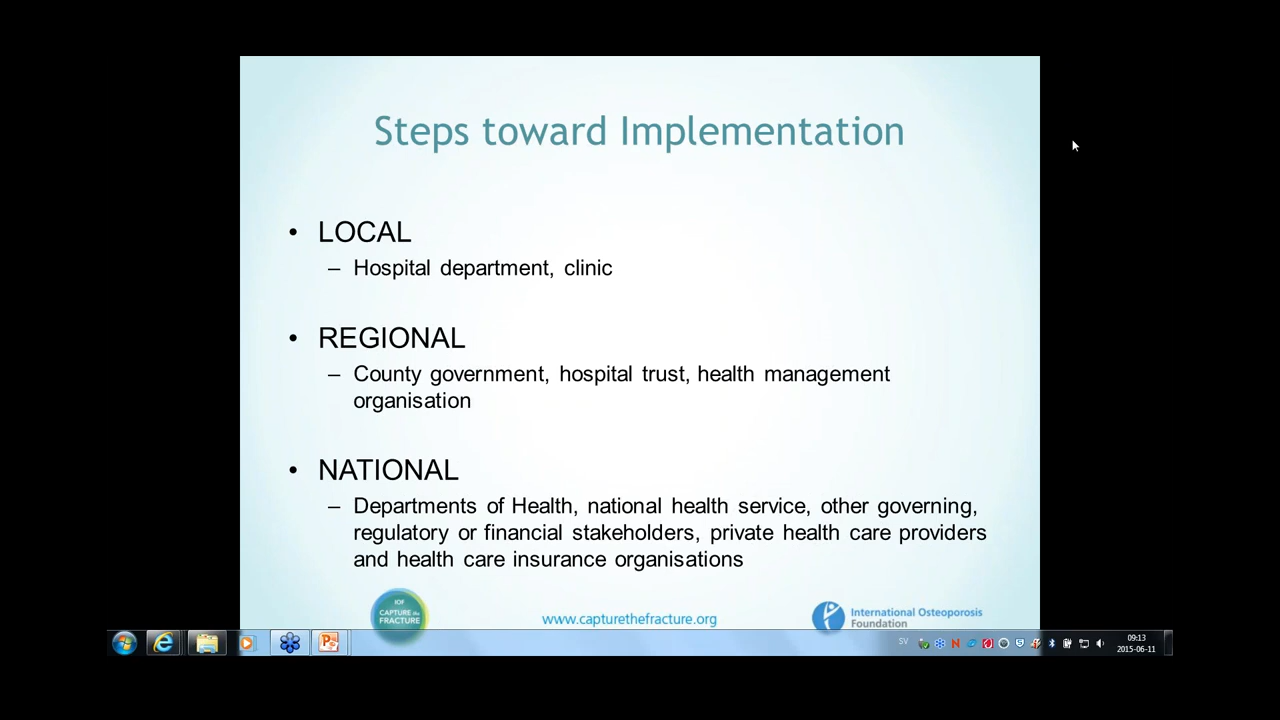 Steps toward Implementation
• LOCAL
– Hospital department, clinic
• REGIONAL
– County government, hospital trust, health management
organisation
• NATIONAL
– Departments of Health, national health service, other governing,
regulatory or financial stakeholders, private health care providers
and health care insurance organisations
IOF
CAPTURE the
FRACTURE
www.capturethefracture.org
International Osteoporosis
Foundation
SV
09:13
2015-06-11